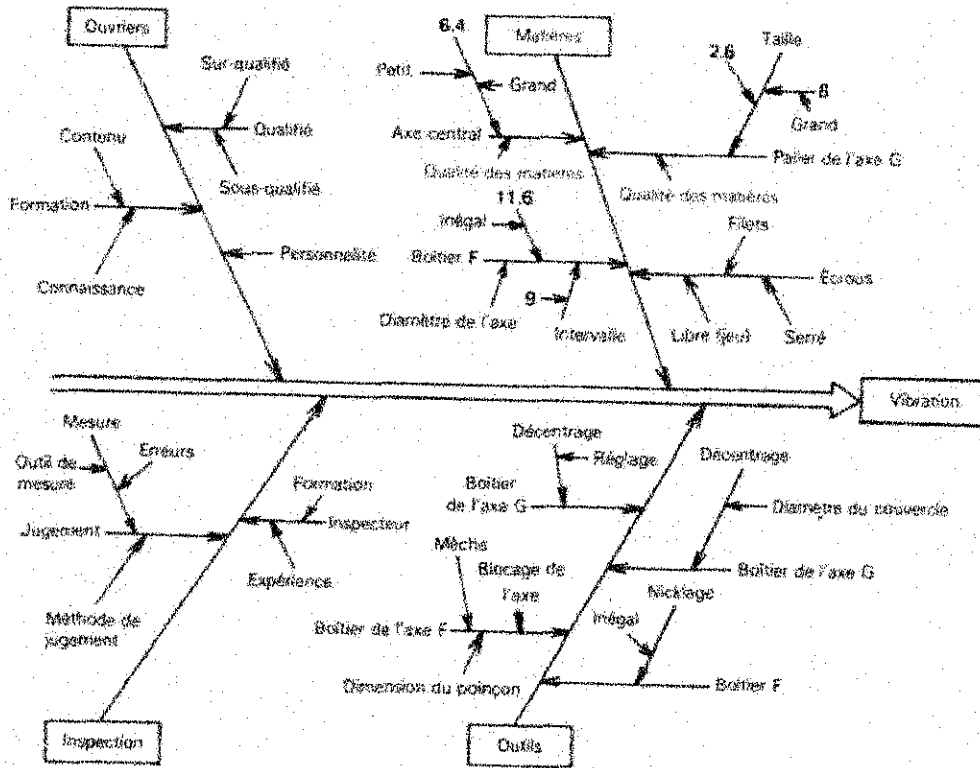 Ouvriers
Sur-qualifié
Contenu
Qualifié
Sous-qualifié
Formation
Personnalité
Connaissance
6.4
Matières
Taille
2.6
Petit
Grand
8
Grand
Axe central
Palier de l'axe G
Qualité des matières
Qualité des matières
11.6
Inégal
Filets
Boîtier F
Écrous
9
Diamètre de l'axe
Intervalle
Libre (jeu)
Serré
Vibration
Mesure
Outil de
mesure
Erreurs
Formation
Jugement
Inspecteur
Expérience
Méthode de
jugement
Inspection
Décentrage
Réglage
Boîtier
de l'axe G
Décentrage
Diamètre du couvercle
Mèche
Blocage de
l'axe
Boîtier de l'axe G
Nicklage
Inégal
Boîtier de l'axe F
Dimension du poinçon
Boîtier F
Outils